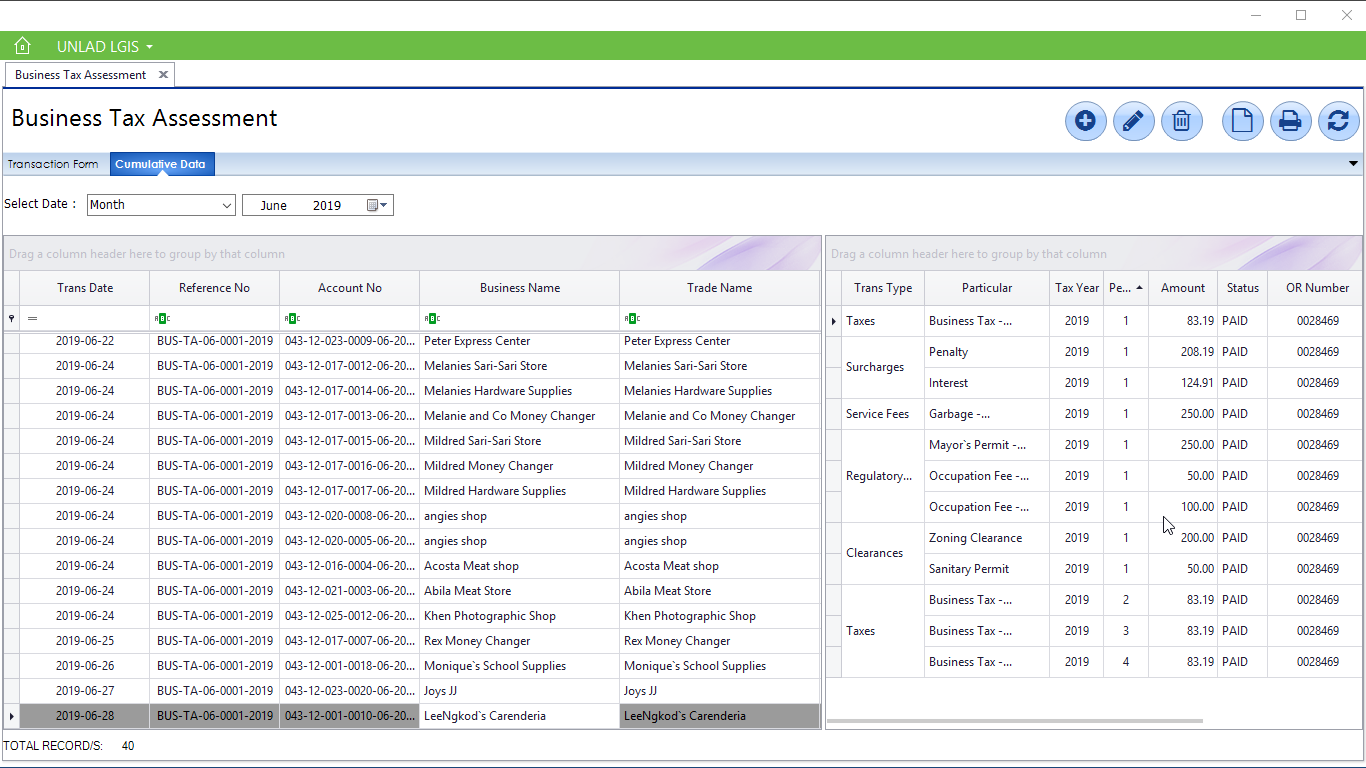 UNLAD LGIS
Business Tax Assessment
Business Tax Assessment
Transaction Form Cumulative Data
Select Date : Month June 2019
Drag a column header here to group by that column
Trans Date Reference No Account No Business Name Trade Name
2019-06-22 BUS-TA-06-0001-2019 043-12-023-0009-06-20... Peter Express Center Peter Express Center
2019-06-24 BUS-TA-06-0001-2019 043-12-017-0012-06-20... Melanies Sari-Sari Store Melanies Sari-Sari Store
2019-06-24 BUS-TA-06-0001-2019 043-12-017-0014-06-20... Melanies Hardware Supplies Melanies Hardware Supplies
2019-06-24 BUS-TA-06-0001-2019 043-12-017-0013-06-20... Melanie and Co Money Changer Melanie and Co Money Changer
2019-06-24 BUS-TA-06-0001-2019 043-12-017-0015-06-20... Mildred Sari-Sari Store Mildred Sari-Sari Store
2019-06-24 BUS-TA-06-0001-2019 043-12-017-0016-06-20... Mildred Money Changer Mildred Money Changer
2019-06-24 BUS-TA-06-0001-2019 043-12-017-0017-06-20... Mildred Hardware Supplies Mildred Hardware Supplies
2019-06-24 BUS-TA-06-0001-2019 043-12-020-0008-06-20... angies shop angies shop
2019-06-24 BUS-TA-06-0001-2019 043-12-020-0005-06-20... angies shop angies shop
2019-06-24 BUS-TA-06-0001-2019 043-12-016-0004-06-20... Acosta Meat shop Acosta Meat shop
2019-06-24 BUS-TA-06-0001-2019 043-12-021-0003-06-20... Abila Meat Store Abila Meat Store
2019-06-24 BUS-TA-06-0001-2019 043-12-025-0012-06-20... Khen Photographic Shop Khen Photographic Shop
2019-06-25 BUS-TA-06-0001-2019 043-12-017-0007-06-20... Rex Money Changer Rex Money Changer
2019-06-26 BUS-TA-06-0001-2019 043-12-001-0018-06-20... Monique`s School Supplies Monique`s School Supplies
2019-06-27 BUS-TA-06-0001-2019 043-12-023-0020-06-20... Joys JJ Joys JJ
2019-06-28 BUS-TA-06-0001-2019 043-12-001-0010-06-20... LeeNgkod`s Carenderia LeeNgkod`s Carenderia
TOTAL RECORD/S: 40
Drag a column header here to group by that column
Trans Type Particular Tax Year Pe... Amount Status OR Number
Taxes Business Tax -... 2019 1 83.19 PAID 0028469
Surcharges Penalty 2019 1 208.19 PAID 0028469
Interest 2019 1 124.91 PAID 0028469
Service Fees Garbage -... 2019 1 250.00 PAID 0028469
Regulatory... Mayor`s Permit -... 2019 1 250.00 PAID 0028469
Occupation Fee -... 2019 1 50.00 PAID 0028469
Occupation Fee -... 2019 1 100.00 PAID 0028469
Clearances Zoning Clearance 2019 1 200.00 PAID 0028469
Sanitary Permit 2019 1 50.00 PAID 0028469
Taxes Business Tax -... 2019 2 83.19 PAID 0028469
Business Tax -... 2019 3 83.19 PAID 0028469
Business Tax -... 2019 4 83.19 PAID 0028469